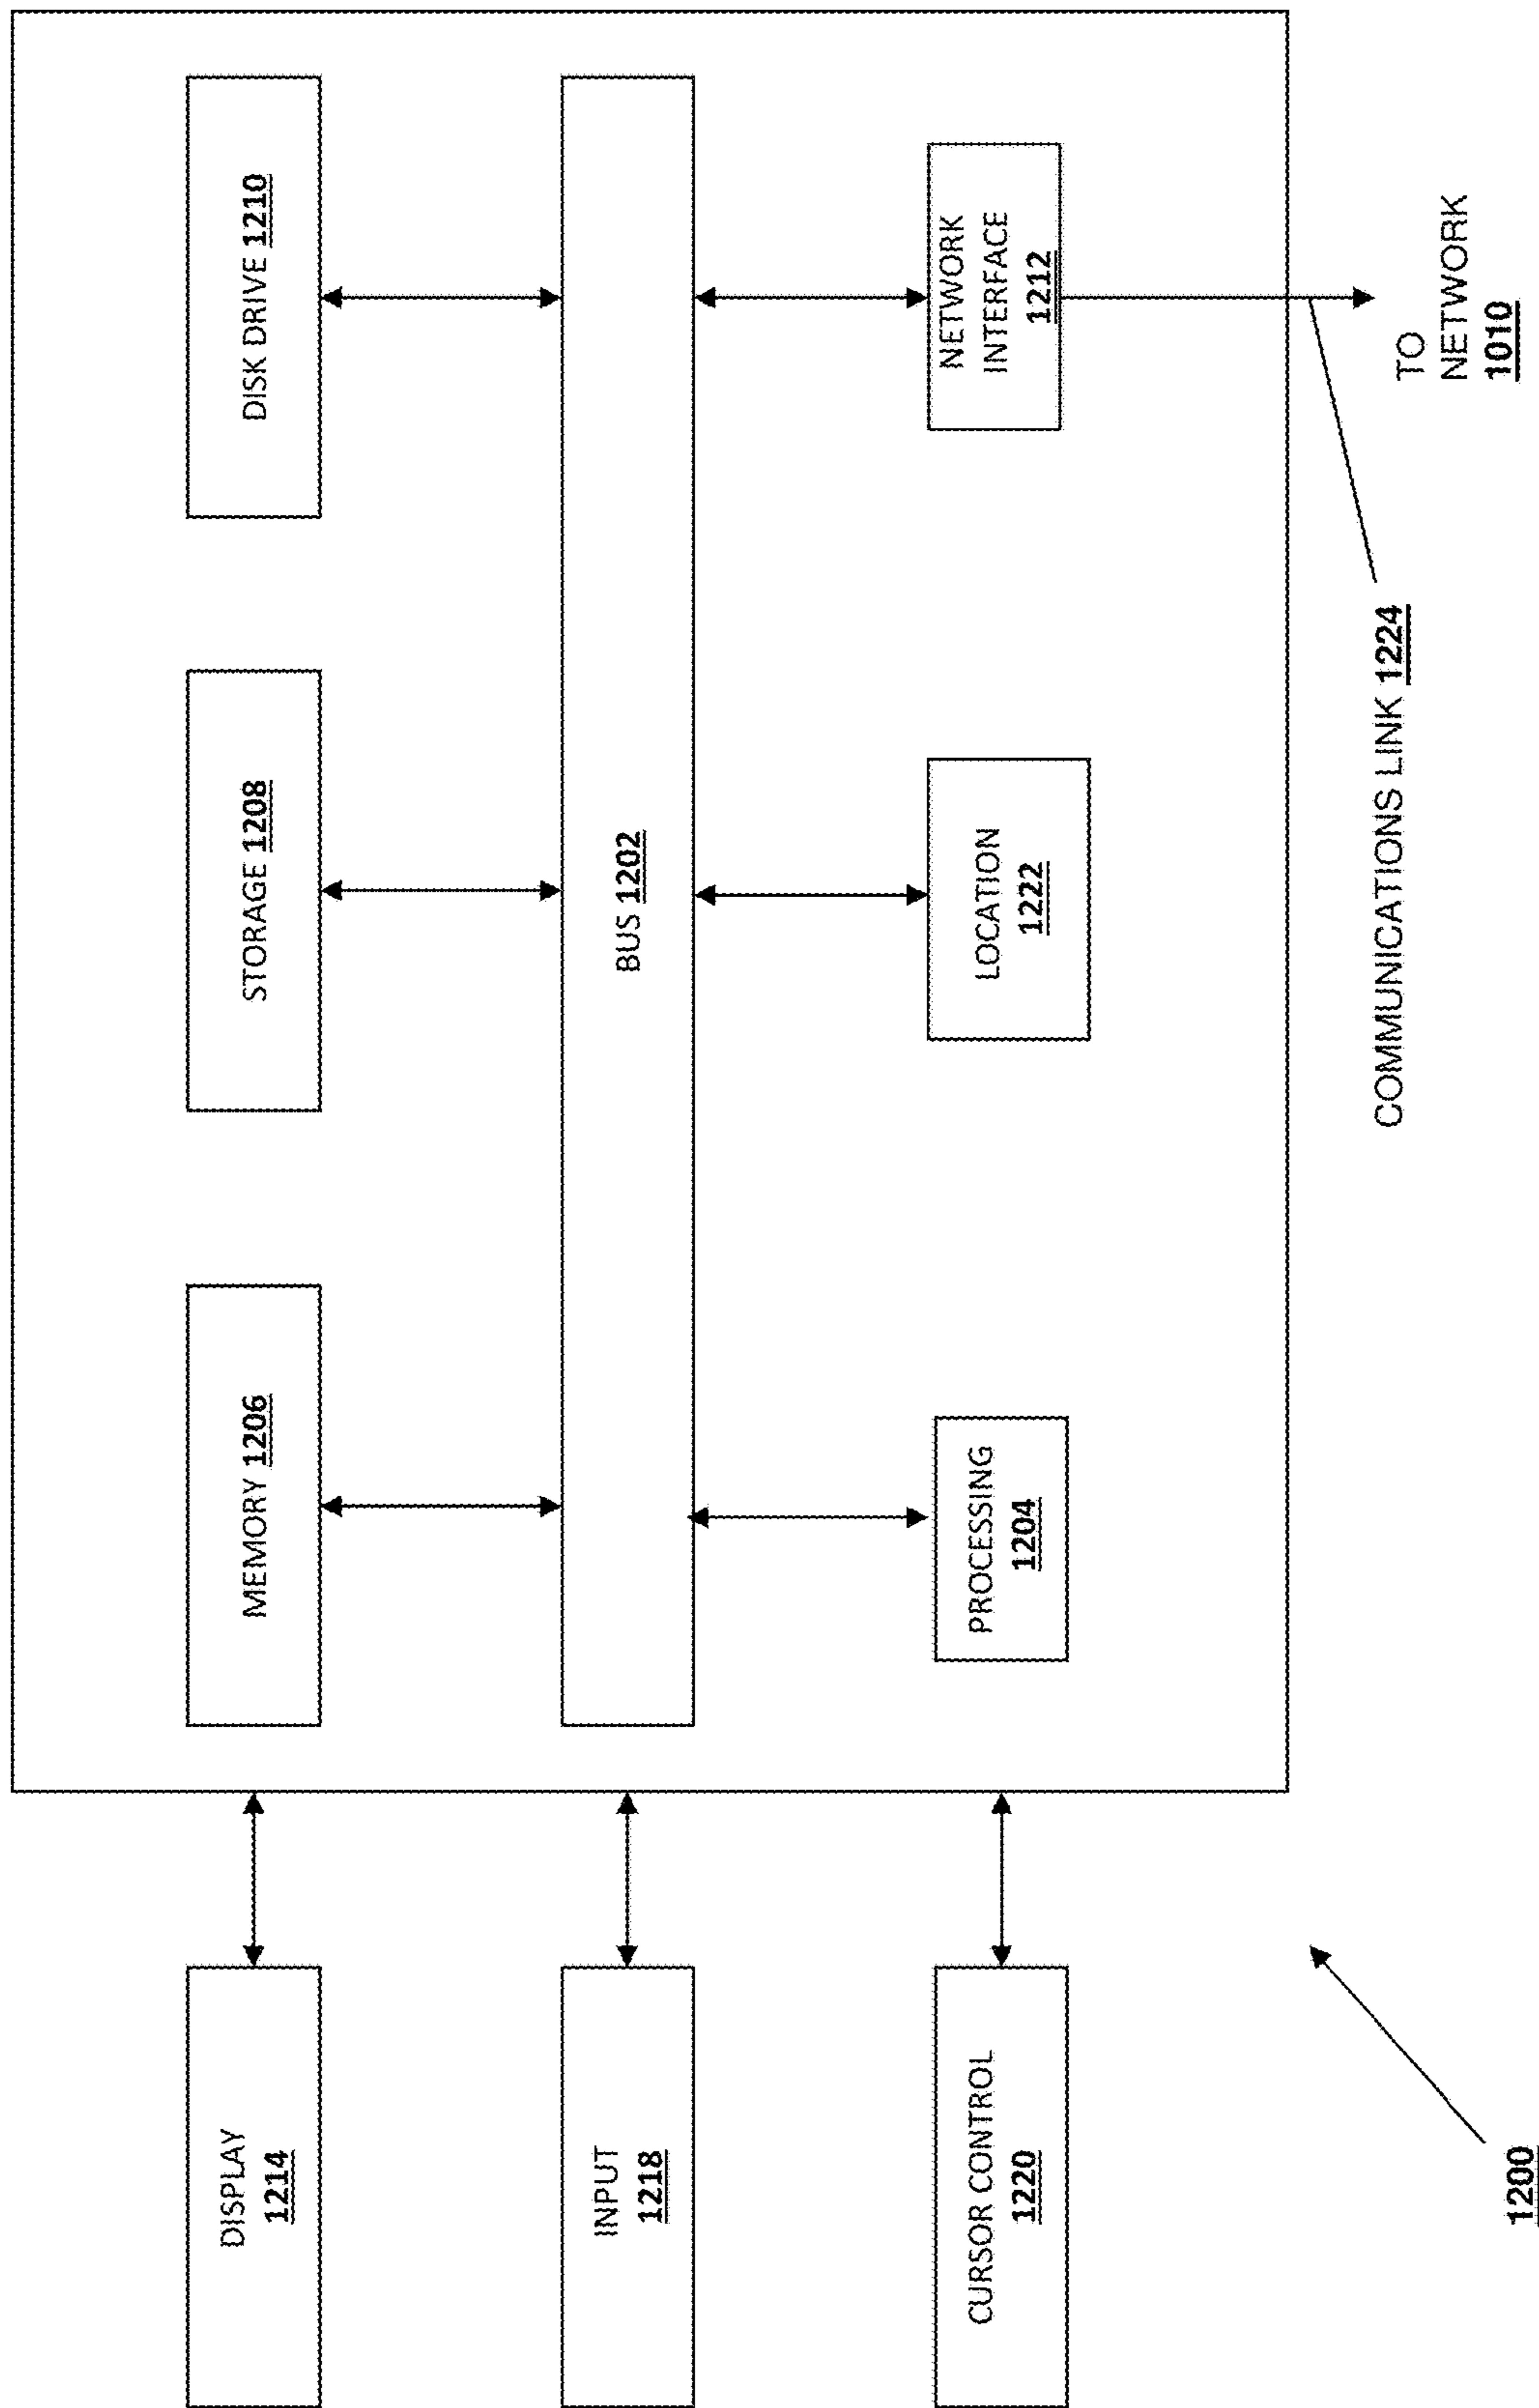 DISPLAY
1214
MEMORY 1206
STORAGE 1208
DISK DRIVE 1210
INPUT
1218
BUS 1202
CURSOR CONTROL
1220
PROCESSING
1204
LOCATION
1222
NETWORK
INTERFACE
1212
COMMUNICATIONS LINK 1224
TO
NETWORK
1010
1200